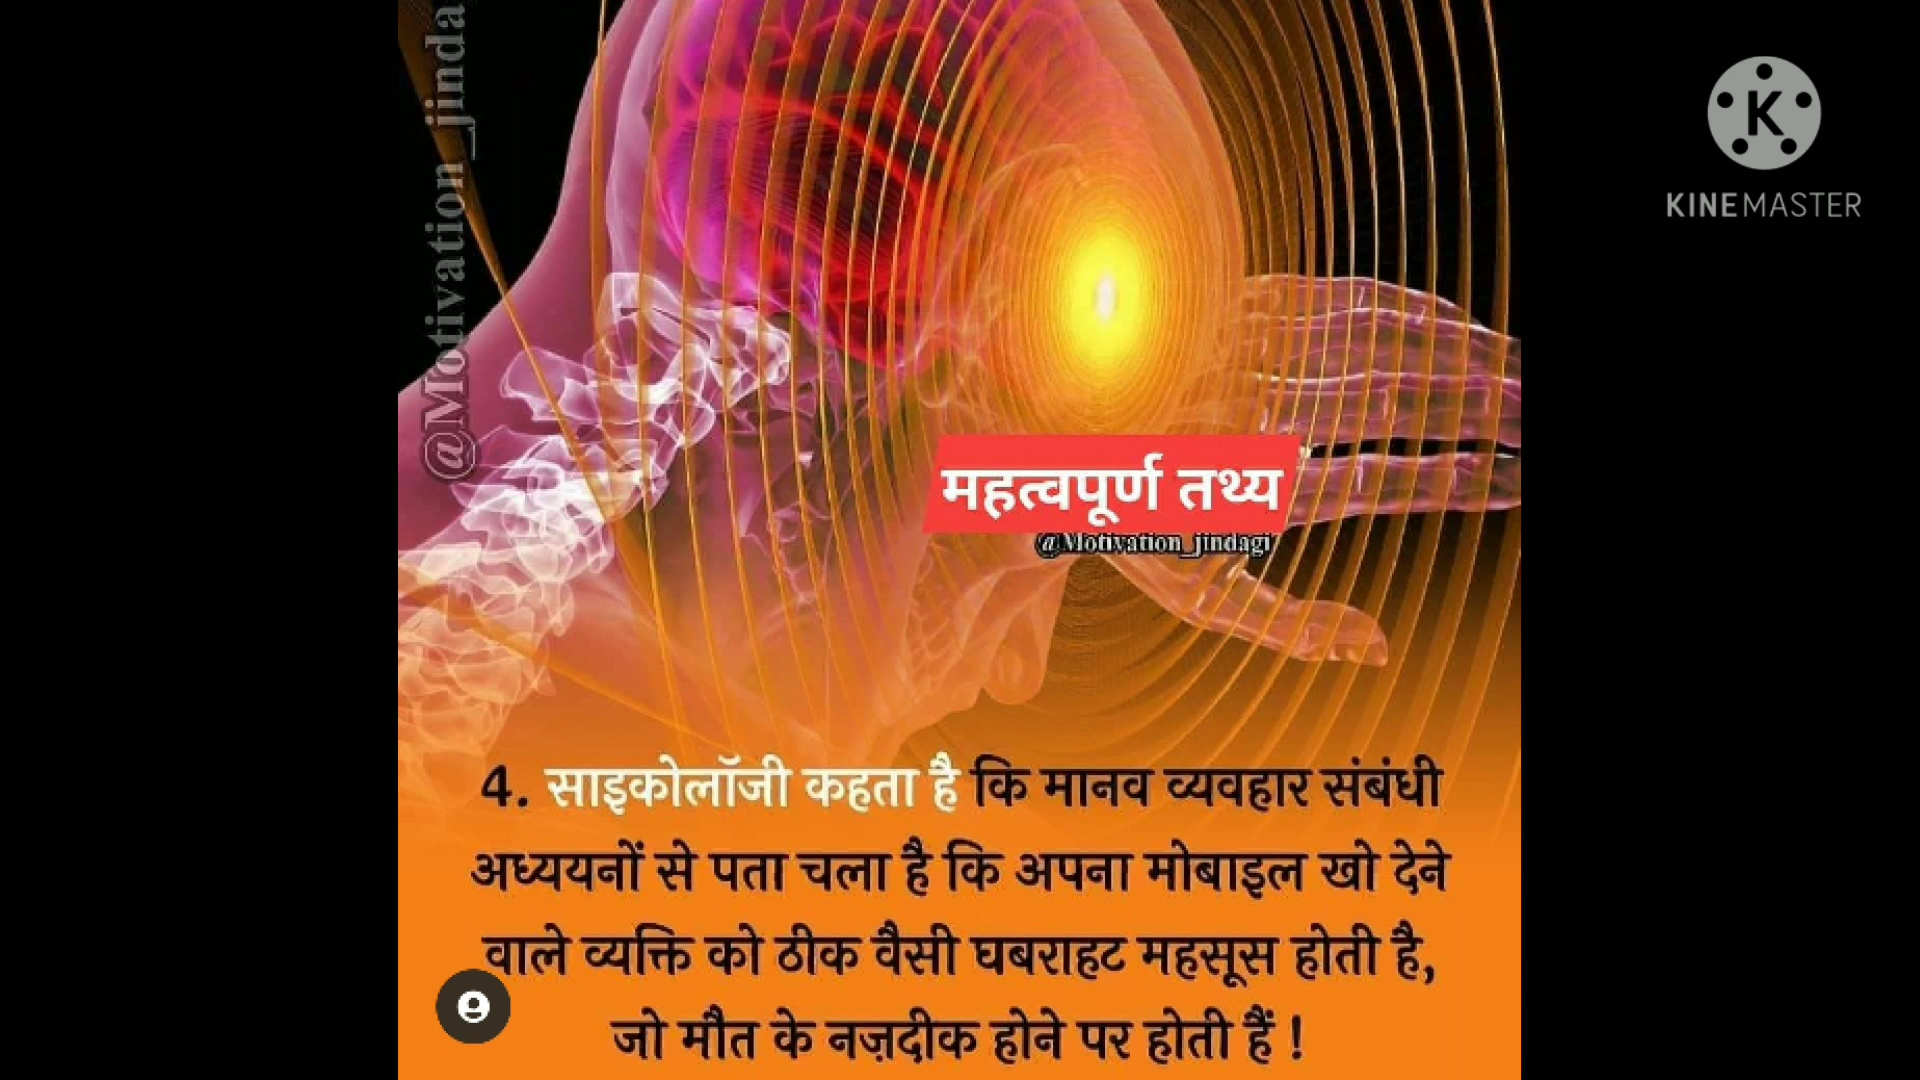 @Motivation_jinda
KINEMASTER
महत्वपूर्ण तथ्य
@Motivation_jindagi
4. साइकोलॉजी कहता है कि मानव व्यवहार संबंधी
अध्ययनों से पता चला है कि अपना मोबाइल खो देने
वाले व्यक्ति को ठीक वैसी घबराहट महसूस होती है,
जो मौत के नज़दीक होने पर होती हैं !